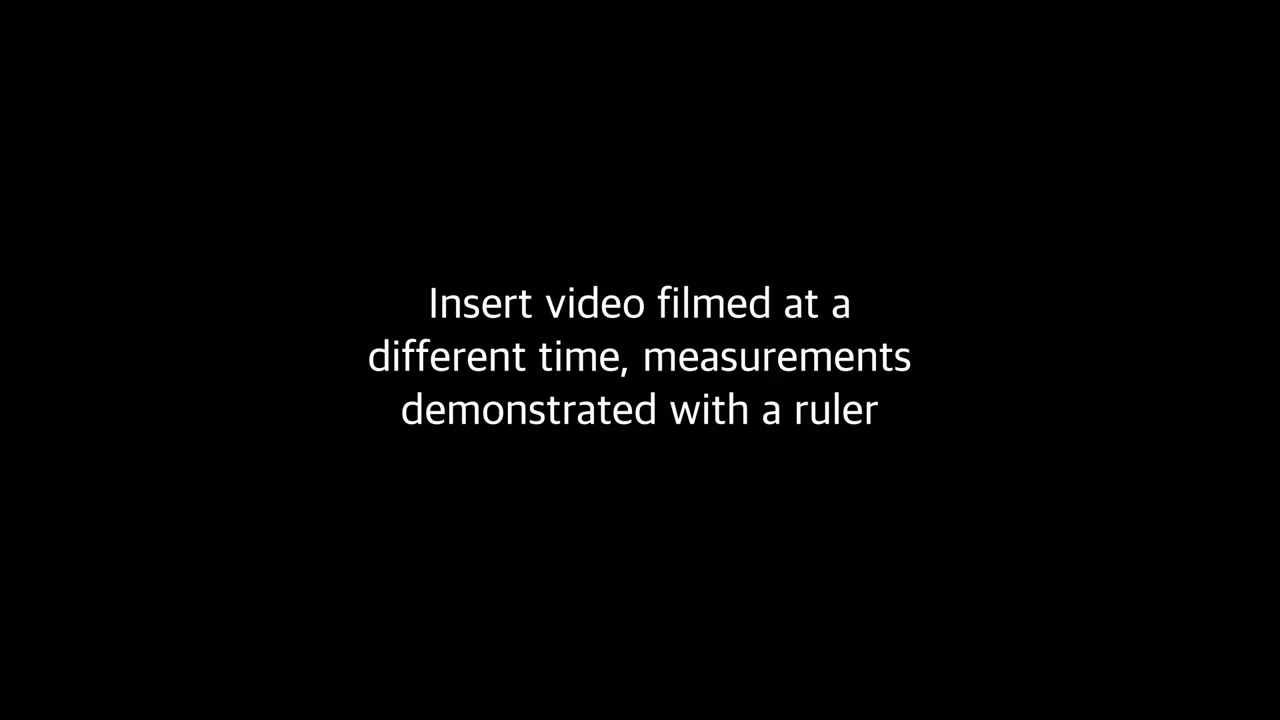 Insert video filmed at a
different time, measurements
demonstrated with a ruler